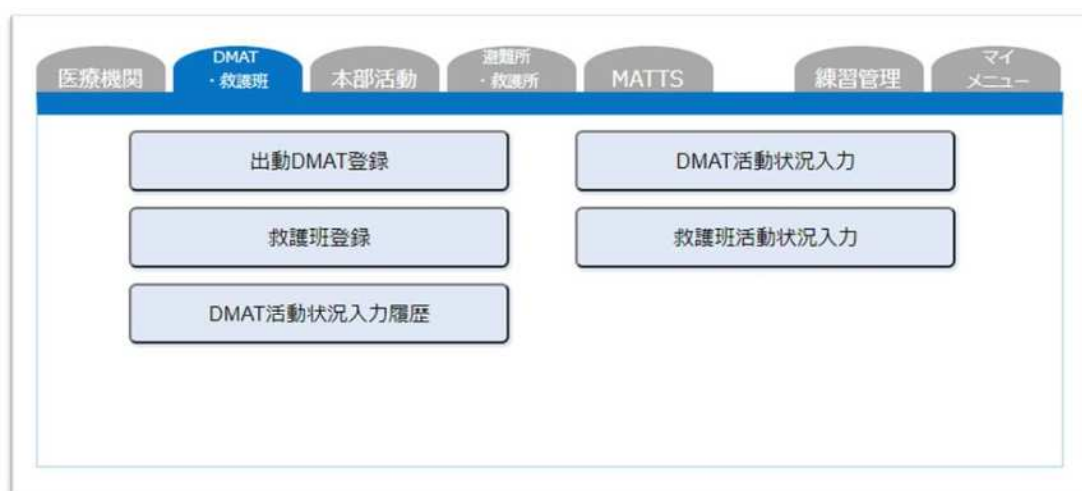 医療機関
DMAT
・救護班
本部活動
避難所
・救護所
MATTS
練習管理
マイ
メニュー
出動DMAT登録
DMAT活動状況入力
救護班登録
救護班活動状況入力
DMAT活動状況入力履歴